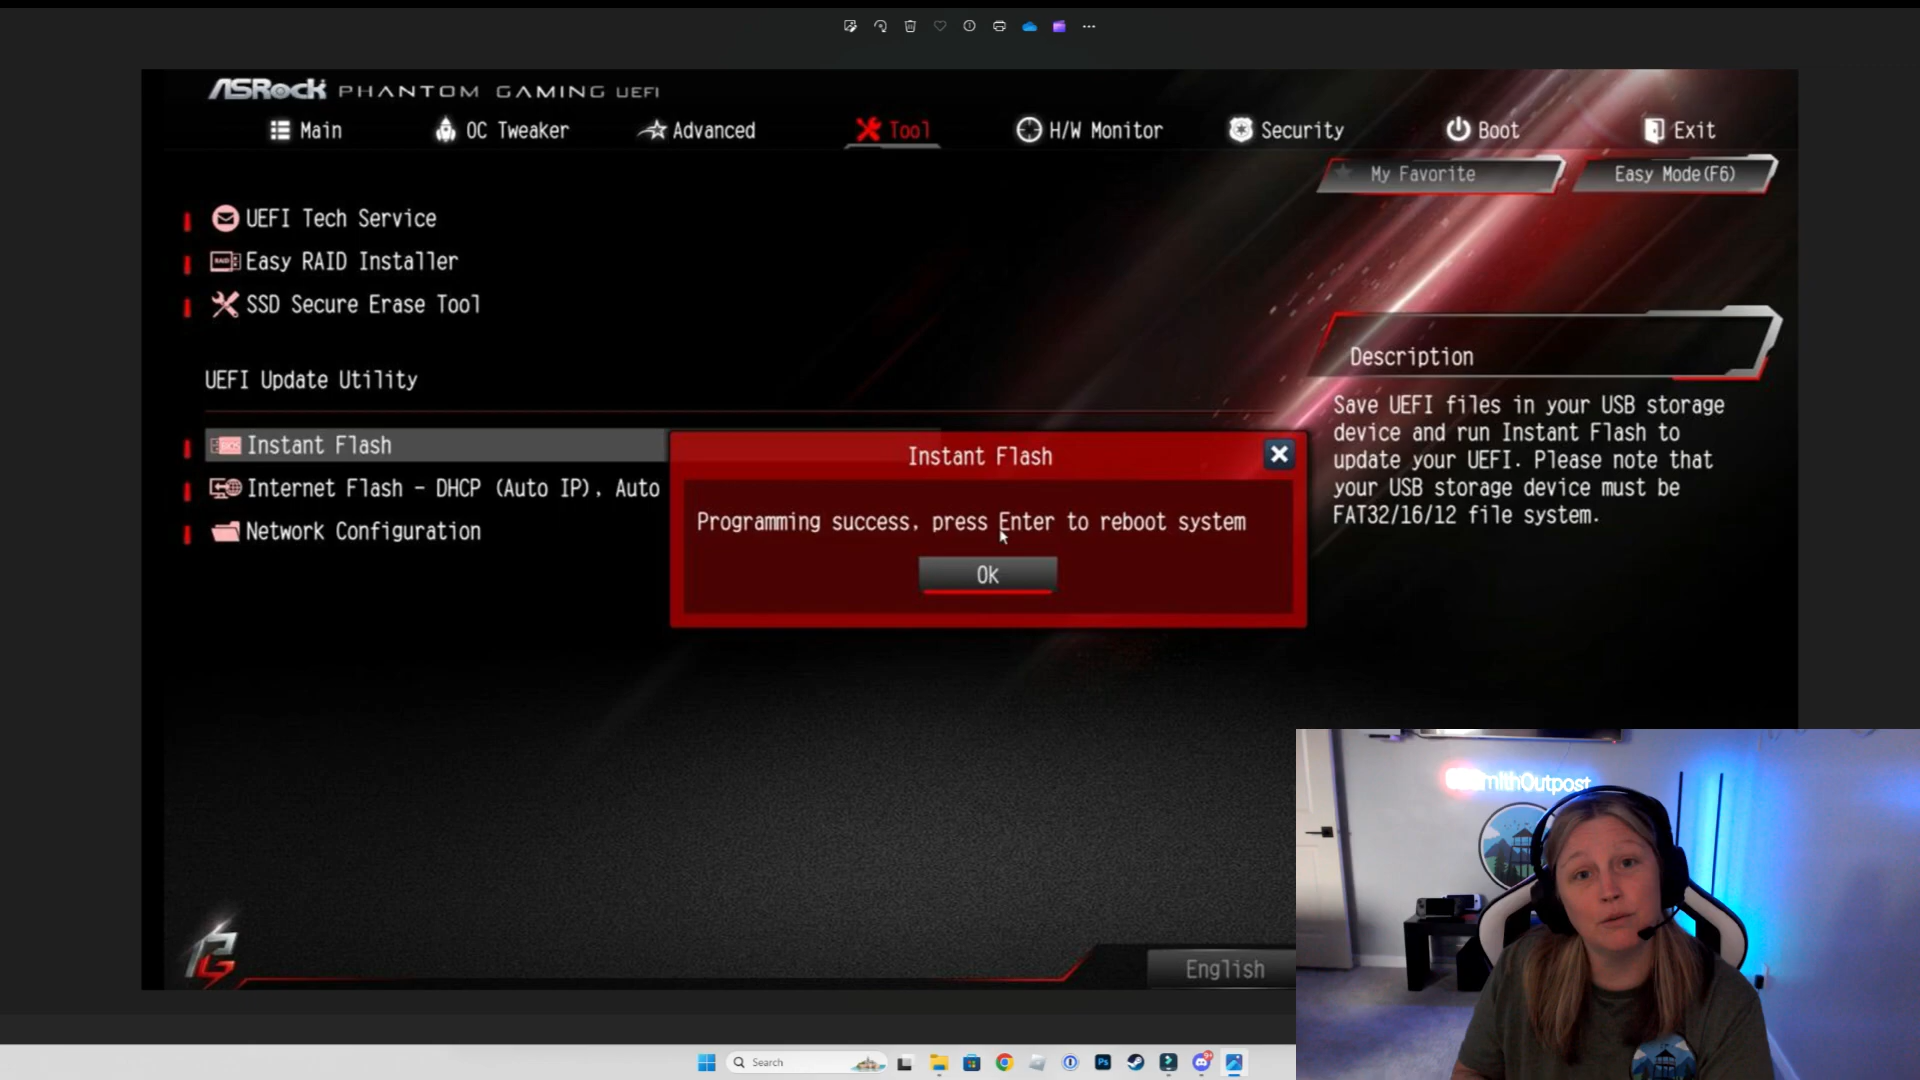 ASRock PHANTOM GAMING UEFI
Main OC Tweaker Advanced Tool H/W Monitor Security Boot Exit
My Favorite Easy Mode(F6)
UEFI Tech Service
Easy RAID Installer
SSD Secure Erase Tool
UEFI Update Utility
Instant Flash
Internet Flash - DHCP (Auto IP), Auto
Network Configuration
Description
Save UEFI files in your USB storage
device and run Instant Flash to
update your UEFI. Please note that
your USB storage device must be
FAT32/16/12 file system.
Instant Flash
Programming success, press Enter to reboot system
Ok
English
mithOutpost
Search
Ps
9+